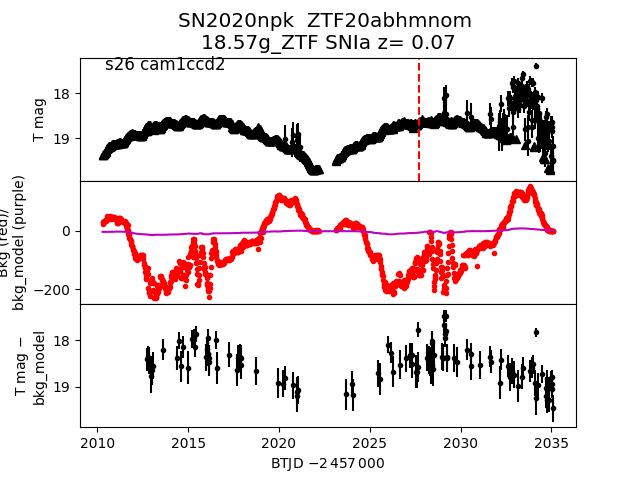 SN2020npk ZTF20abhmnom
18.57g_ZTF SNIa z= 0.07
s26 cam1ccd2
T mag
18
19
Bkg (red)/
bkg_model (purple)
0
−200
T mag −
bkg_model
18
19
2010 2015 2020 2025 2030 2035
BTJD −2 457 000